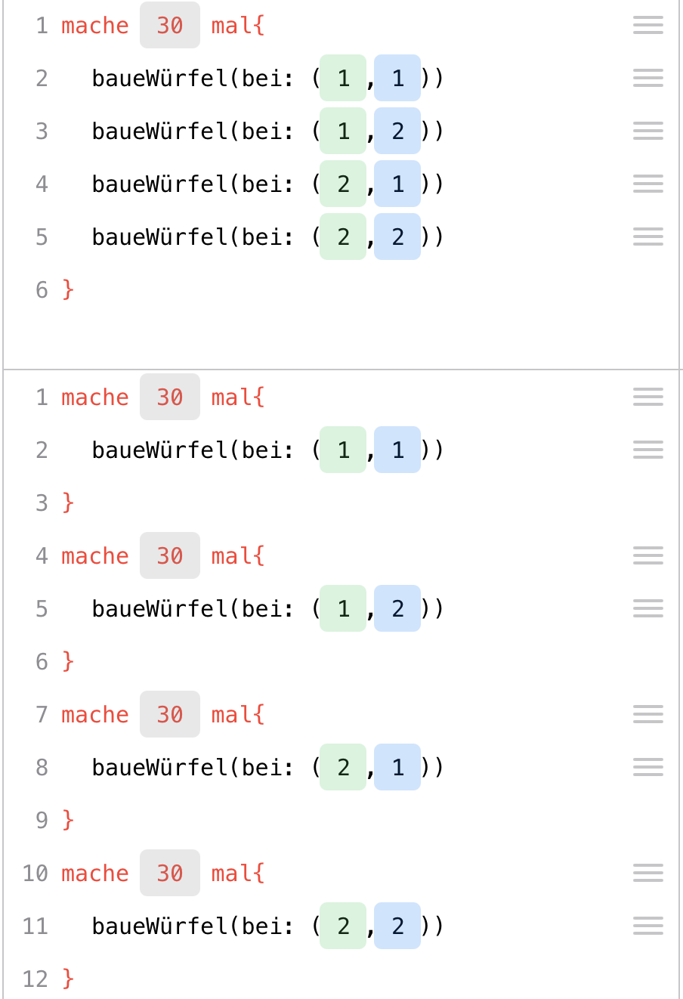 1 mache 30 mal{
2 baueWürfel(bei: (1,1))
3 baueWürfel(bei: (1,2))
4 baueWürfel(bei: (2,1))
5 baueWürfel(bei: (2,2))
6 }
1 mache 30 mal{
2 baueWürfel(bei: (1,1))
3 }
4 mache 30 mal{
5 baueWürfel(bei: (1,2))
6 }
7 mache 30 mal{
8 baueWürfel(bei: (2,1))
9 }
10 mache 30 mal{
11 baueWürfel(bei: (2,2))
12 }